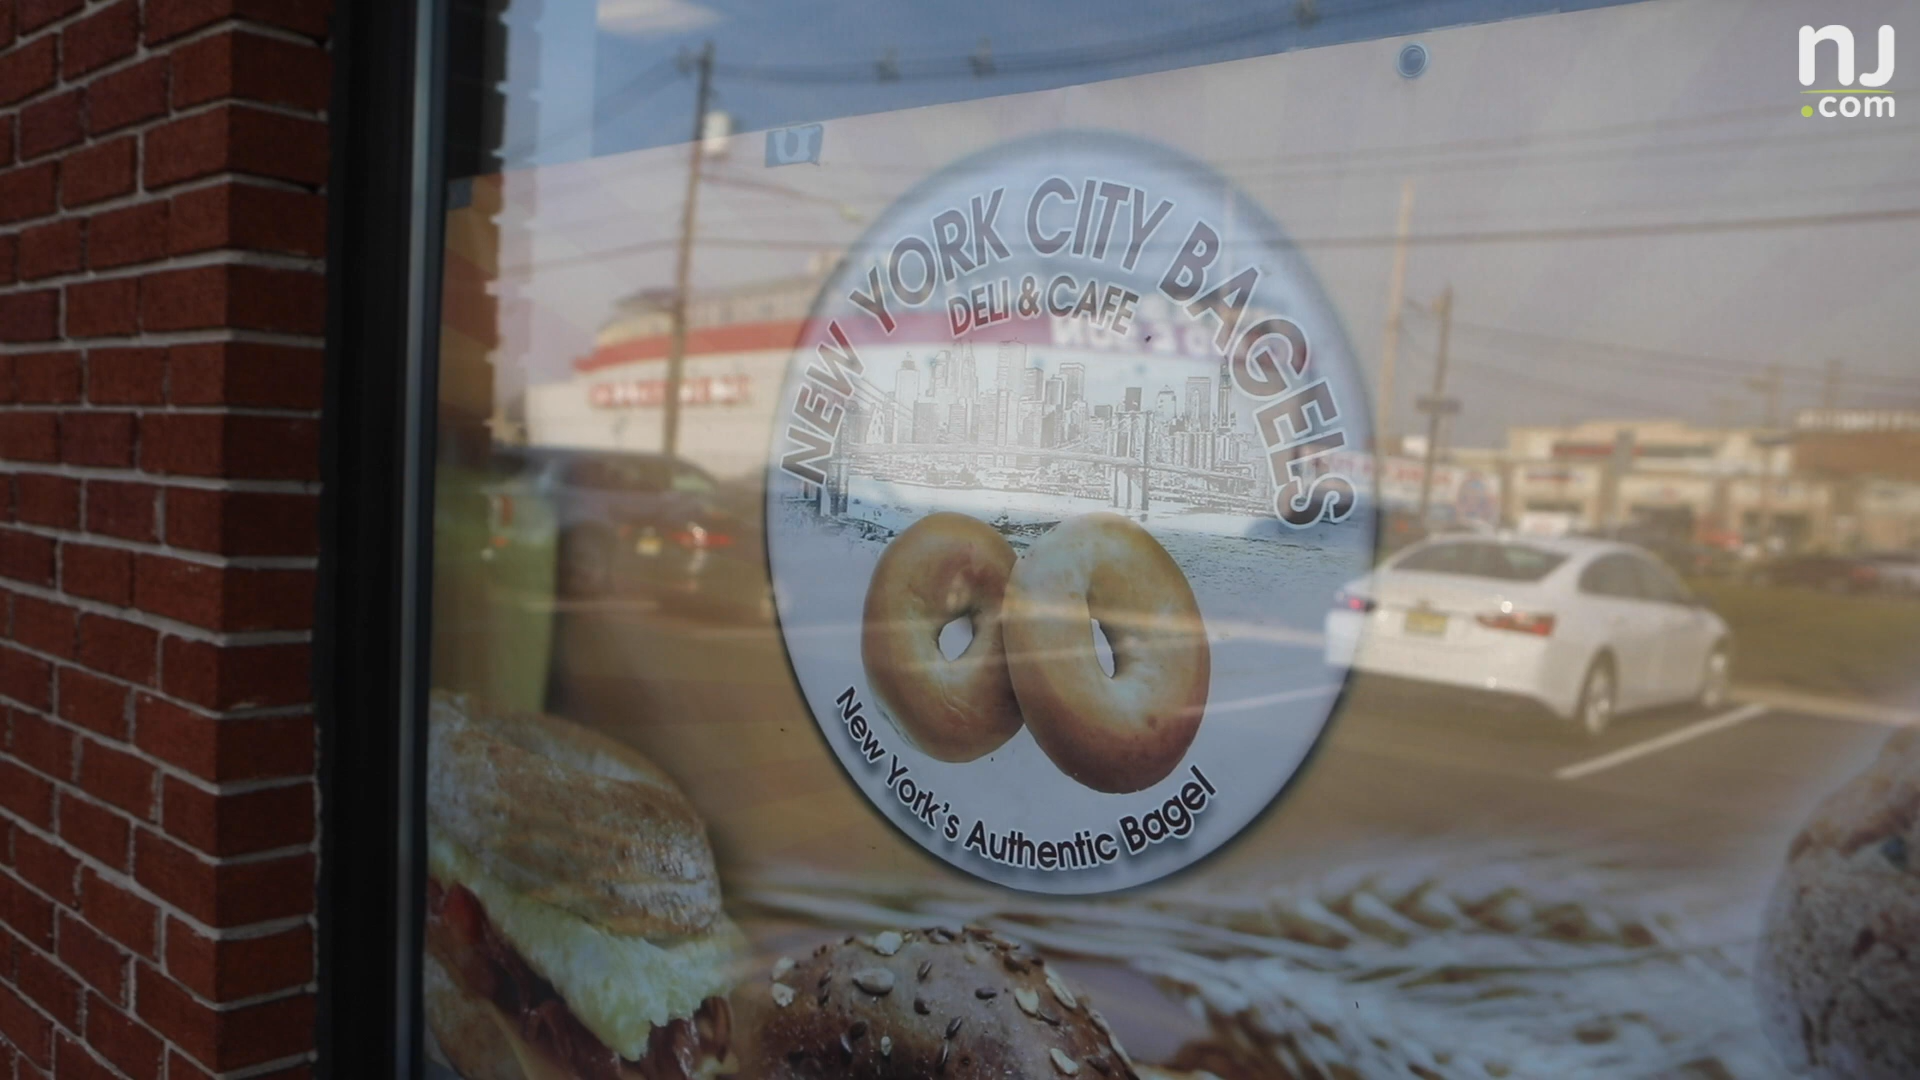 nj
.com
NEW YORK CITY BAGELS
DELI & CAFE
New York's Authentic Bagel